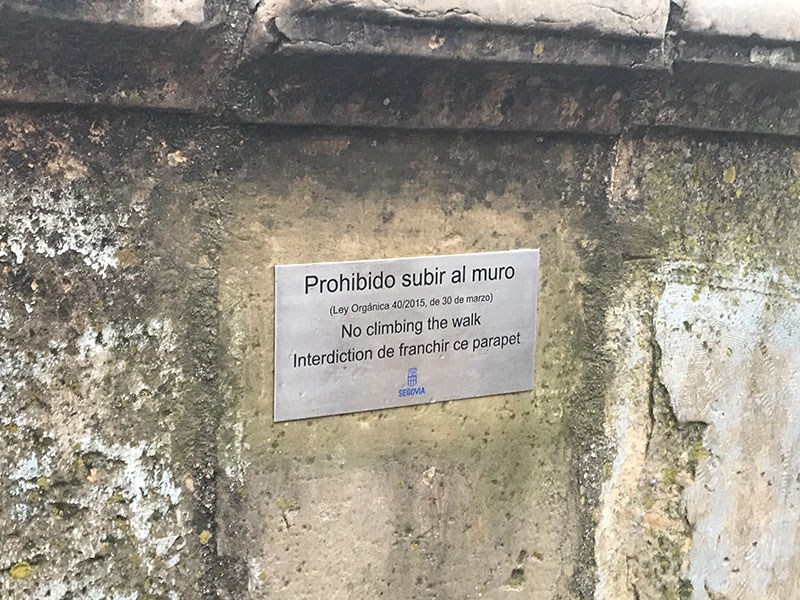 Prohibido subir al muro
(Ley Orgánica 40/2015, de 30 de marzo)
No climbing the walk
Interdiction de franchir ce parapet
SEGOVIA